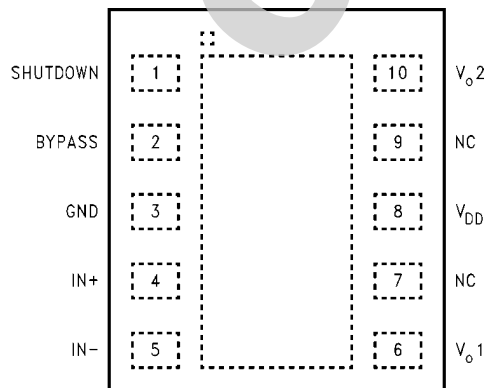 SHUTDOWN 1 10 Vo2
BYPASS 2 9 NC
GND 3 8 VDD
IN+ 4 7 NC
IN- 5 6 Vo1